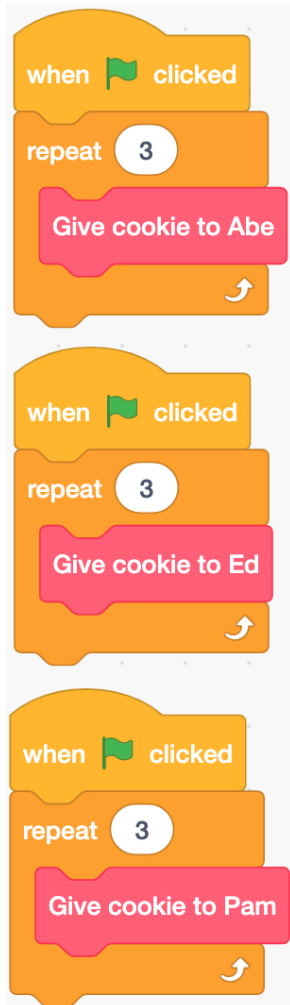 when clicked
repeat 3
Give cookie to Abe
when clicked
repeat 3
Give cookie to Ed
when clicked
repeat 3
Give cookie to Pam